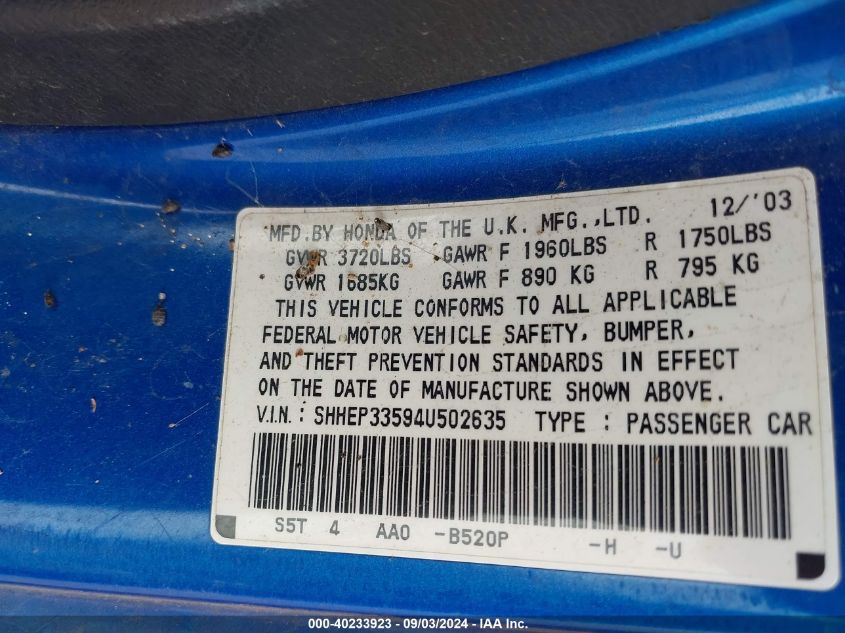 MFD.BY HONDA OF THE U.K. MFG.,LTD. 12/'03
GVWR 3720LBS GAWR F 1960LBS R 1750LBS
GVWR 1685KG GAWR F 890 KG R 795 KG
THIS VEHICLE CONFORMS TO ALL APPLICABLE
FEDERAL MOTOR VEHICLE SAFETY, BUMPER,
AND THEFT PREVENTION STANDARDS IN EFFECT
ON THE DATE OF MANUFACTURE SHOWN ABOVE.
V.I.N.: SHHEP33594U502635 TYPE : PASSENGER CAR
S5T 4 AA0 -B520P -H -U
000-40233923 - 09/03/2024 - IAA Inc.